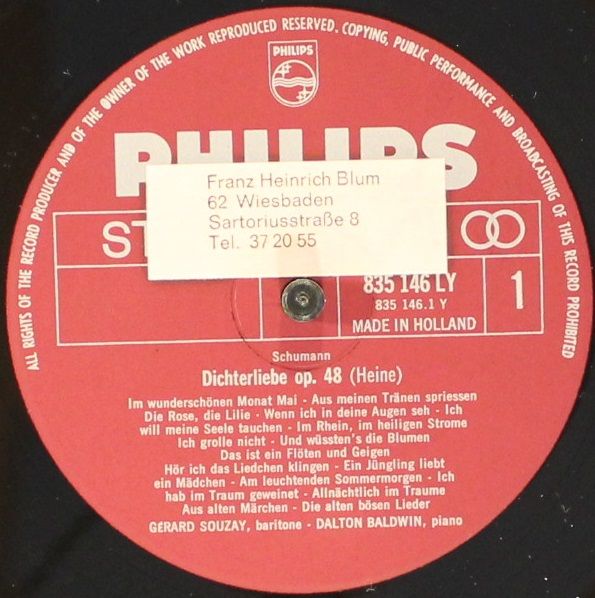 ALL RIGHTS OF THE RECORD PRODUCER AND OF THE OWNER OF THE WORK REPRODUCED RESERVED. COPYING, PUBLIC PERFORMANCE AND BROADCASTING OF THIS RECORD PROHIBITED
PHILIPS
PHILIPS
Franz Heinrich Blum
62 Wiesbaden
Sartoriusstraße 8
Tel. 37 20 55
835 146 LY
835 146.1 Y
MADE IN HOLLAND
1
Schumann
Dichterliebe op. 48 (Heine)
Im wunderschönen Monat Mai - Aus meinen Tränen spriessen
Die Rose, die Lilie - Wenn ich in deine Augen seh - Ich
will meine Seele tauchen - Im Rhein, im heiligen Strome
Ich grolle nicht - Und wüssten's die Blumen
Das ist ein Flöten und Geigen
Hör ich das Liedchen klingen - Ein Jüngling liebt
ein Mädchen - Am leuchtenden Sommermorgen - Ich
hab im Traum geweinet - Allnächtlich im Traume
Aus alten Märchen - Die alten bösen Lieder
GERARD SOUZAY, baritone - DALTON BALDWIN, piano